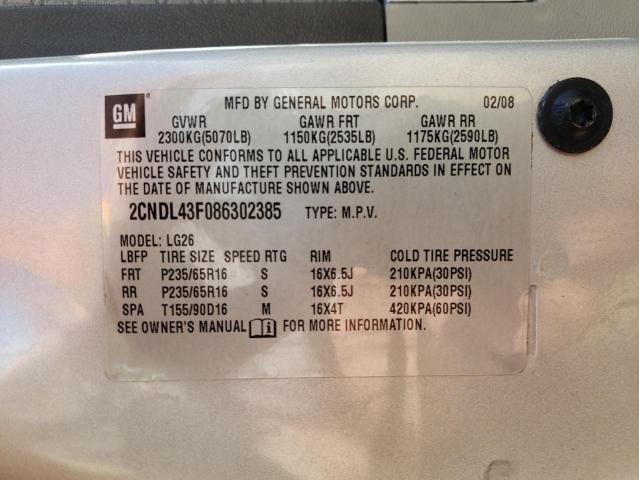 GM
MFD BY GENERAL MOTORS CORP. 02/08
GVWR GAWR FRT GAWR RR
2300KG(5070LB) 1150KG(2535LB) 1175KG(2590LB)
THIS VEHICLE CONFORMS TO ALL APPLICABLE U.S. FEDERAL MOTOR
VEHICLE SAFETY AND THEFT PREVENTION STANDARDS IN EFFECT ON
THE DATE OF MANUFACTURE SHOWN ABOVE.
2CNDL43F086302385 TYPE: M.P.V.
MODEL: LG26
LBFP TIRE SIZE SPEED RTG RIM COLD TIRE PRESSURE
FRT P235/65R16 S 16X6.5J 210KPA(30PSI)
RR P235/65R16 S 16X6.5J 210KPA(30PSI)
SPA T155/90D16 M 16X4T 420KPA(60PSI)
SEE OWNER'S MANUAL FOR MORE INFORMATION.